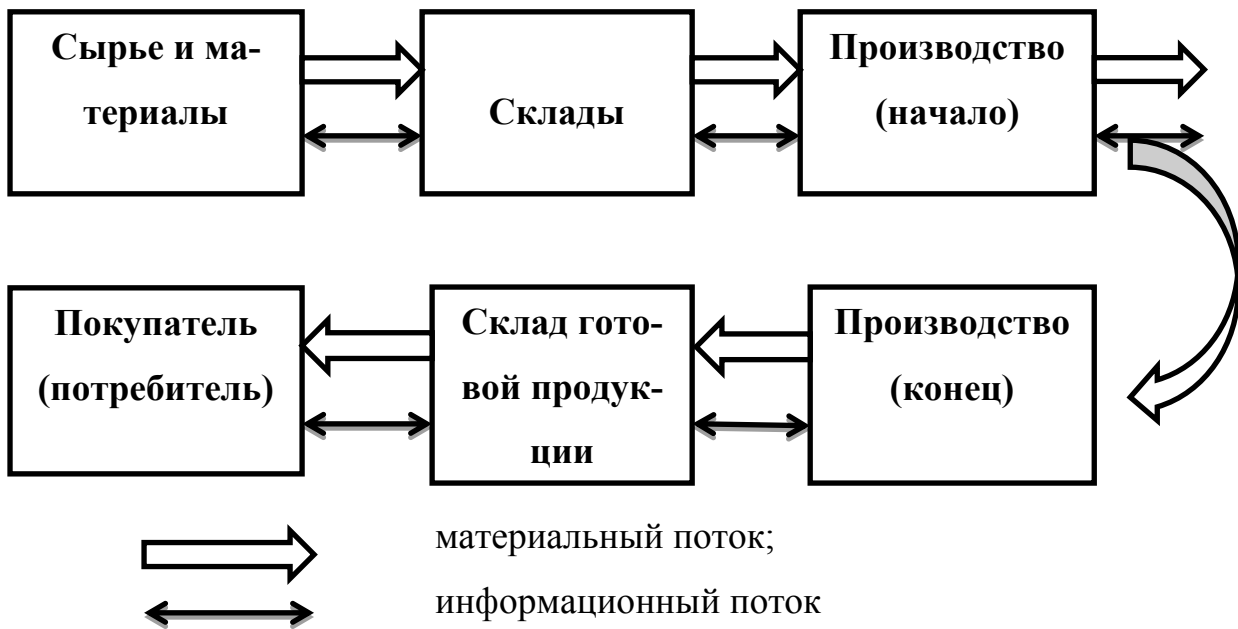 Сырье и ма-
териалы
Склады
Производство
(начало)
Покупатель
(потребитель)
Склад гото-
вой продук-
ции
Производство
(конец)
материальный поток;
информационный поток